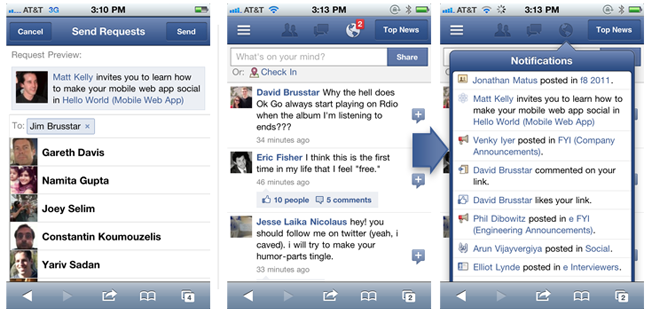 AT&T 3G 3:10 PM
Cancel Send Requests Send
Request Preview:
Matt Kelly invites you to learn how
to make your mobile web app social
in Hello World (Mobile Web App)
To: Jim Brusstar ×
Gareth Davis
Namita Gupta
Joey Selim
Constantin Koumouzelis
Yariv Sadan
4
AT&T 3:13 PM
2 Top News
What's on your mind? Share
Or: Check In
David Brusstar Why the hell does
Ok Go always start playing on Rdio
when the album I'm listening to
ends???
34 minutes ago
Eric Fisher I think this is the first
time in my life that I feel "free."
46 minutes ago
10 people 5 comments
Jesse Laika Nicolaus hey! you
should follow me on twitter (yeah, i
caved). i will try to make your
humor-parts tingle.
33 minutes ago
2
AT&T 3:13 PM
Top News
Notifications
Jonathan Matus posted in f8 2011.
Matt Kelly invites you to learn how to
make your mobile web app social in
Hello World (Mobile Web App)
Venky Iyer posted in FYI (Company
Announcements).
David Brusstar commented on your
link.
David Brusstar likes your link.
Phil Dibowitz posted in e FYI
(Engineering Announcements).
Arun Vijayvergiya posted in Social.
Elliot Lynde posted in e Interviewers.
2